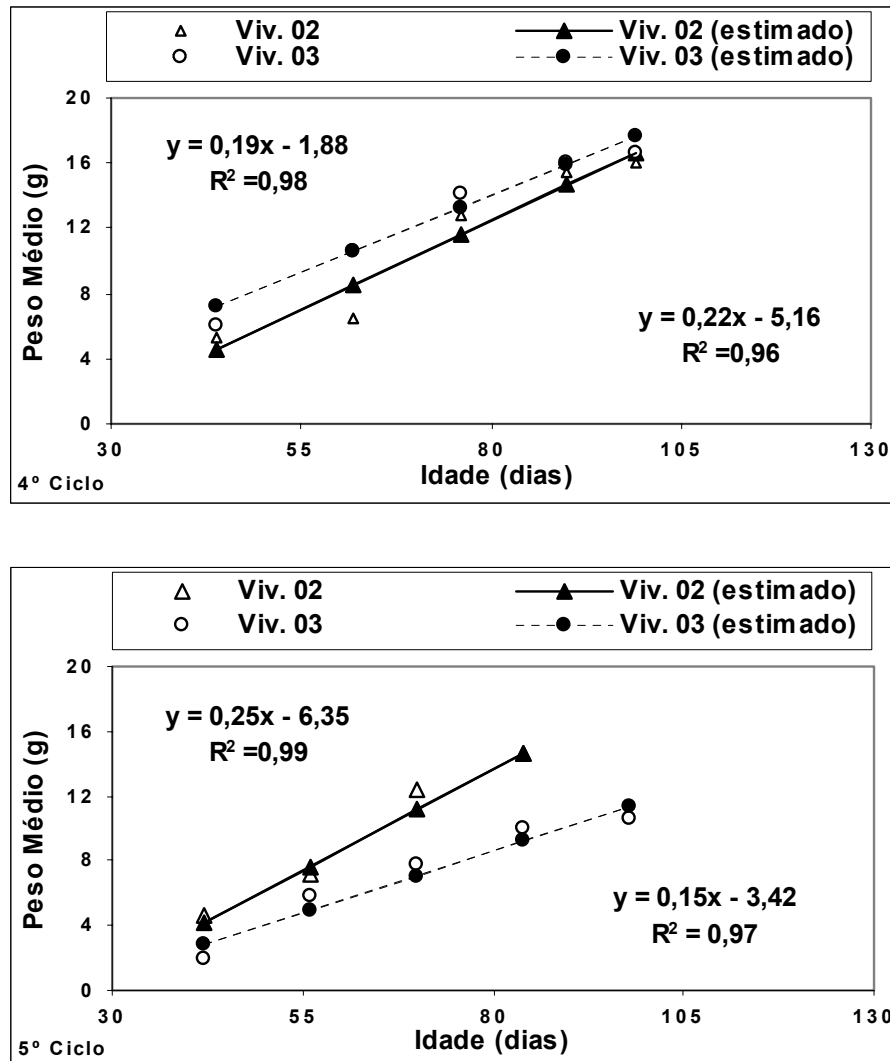 Viv. 02 Viv. 02 (estimado)
Viv. 03 Viv. 03 (estimado)
20
16
12
8
4
0
Peso Médio (g)
y = 0,19x - 1,88
R² =0,98
y = 0,22x - 5,16
R² =0,96
30 55 80 105 130
Idade (dias)
4º Ciclo
Viv. 02 Viv. 02 (estimado)
Viv. 03 Viv. 03 (estimado)
20
16
12
8
4
0
Peso Médio (g)
y = 0,25x - 6,35
R² =0,99
y = 0,15x - 3,42
R² = 0,97
30 55 80 105 130
Idade (dias)
5º Ciclo